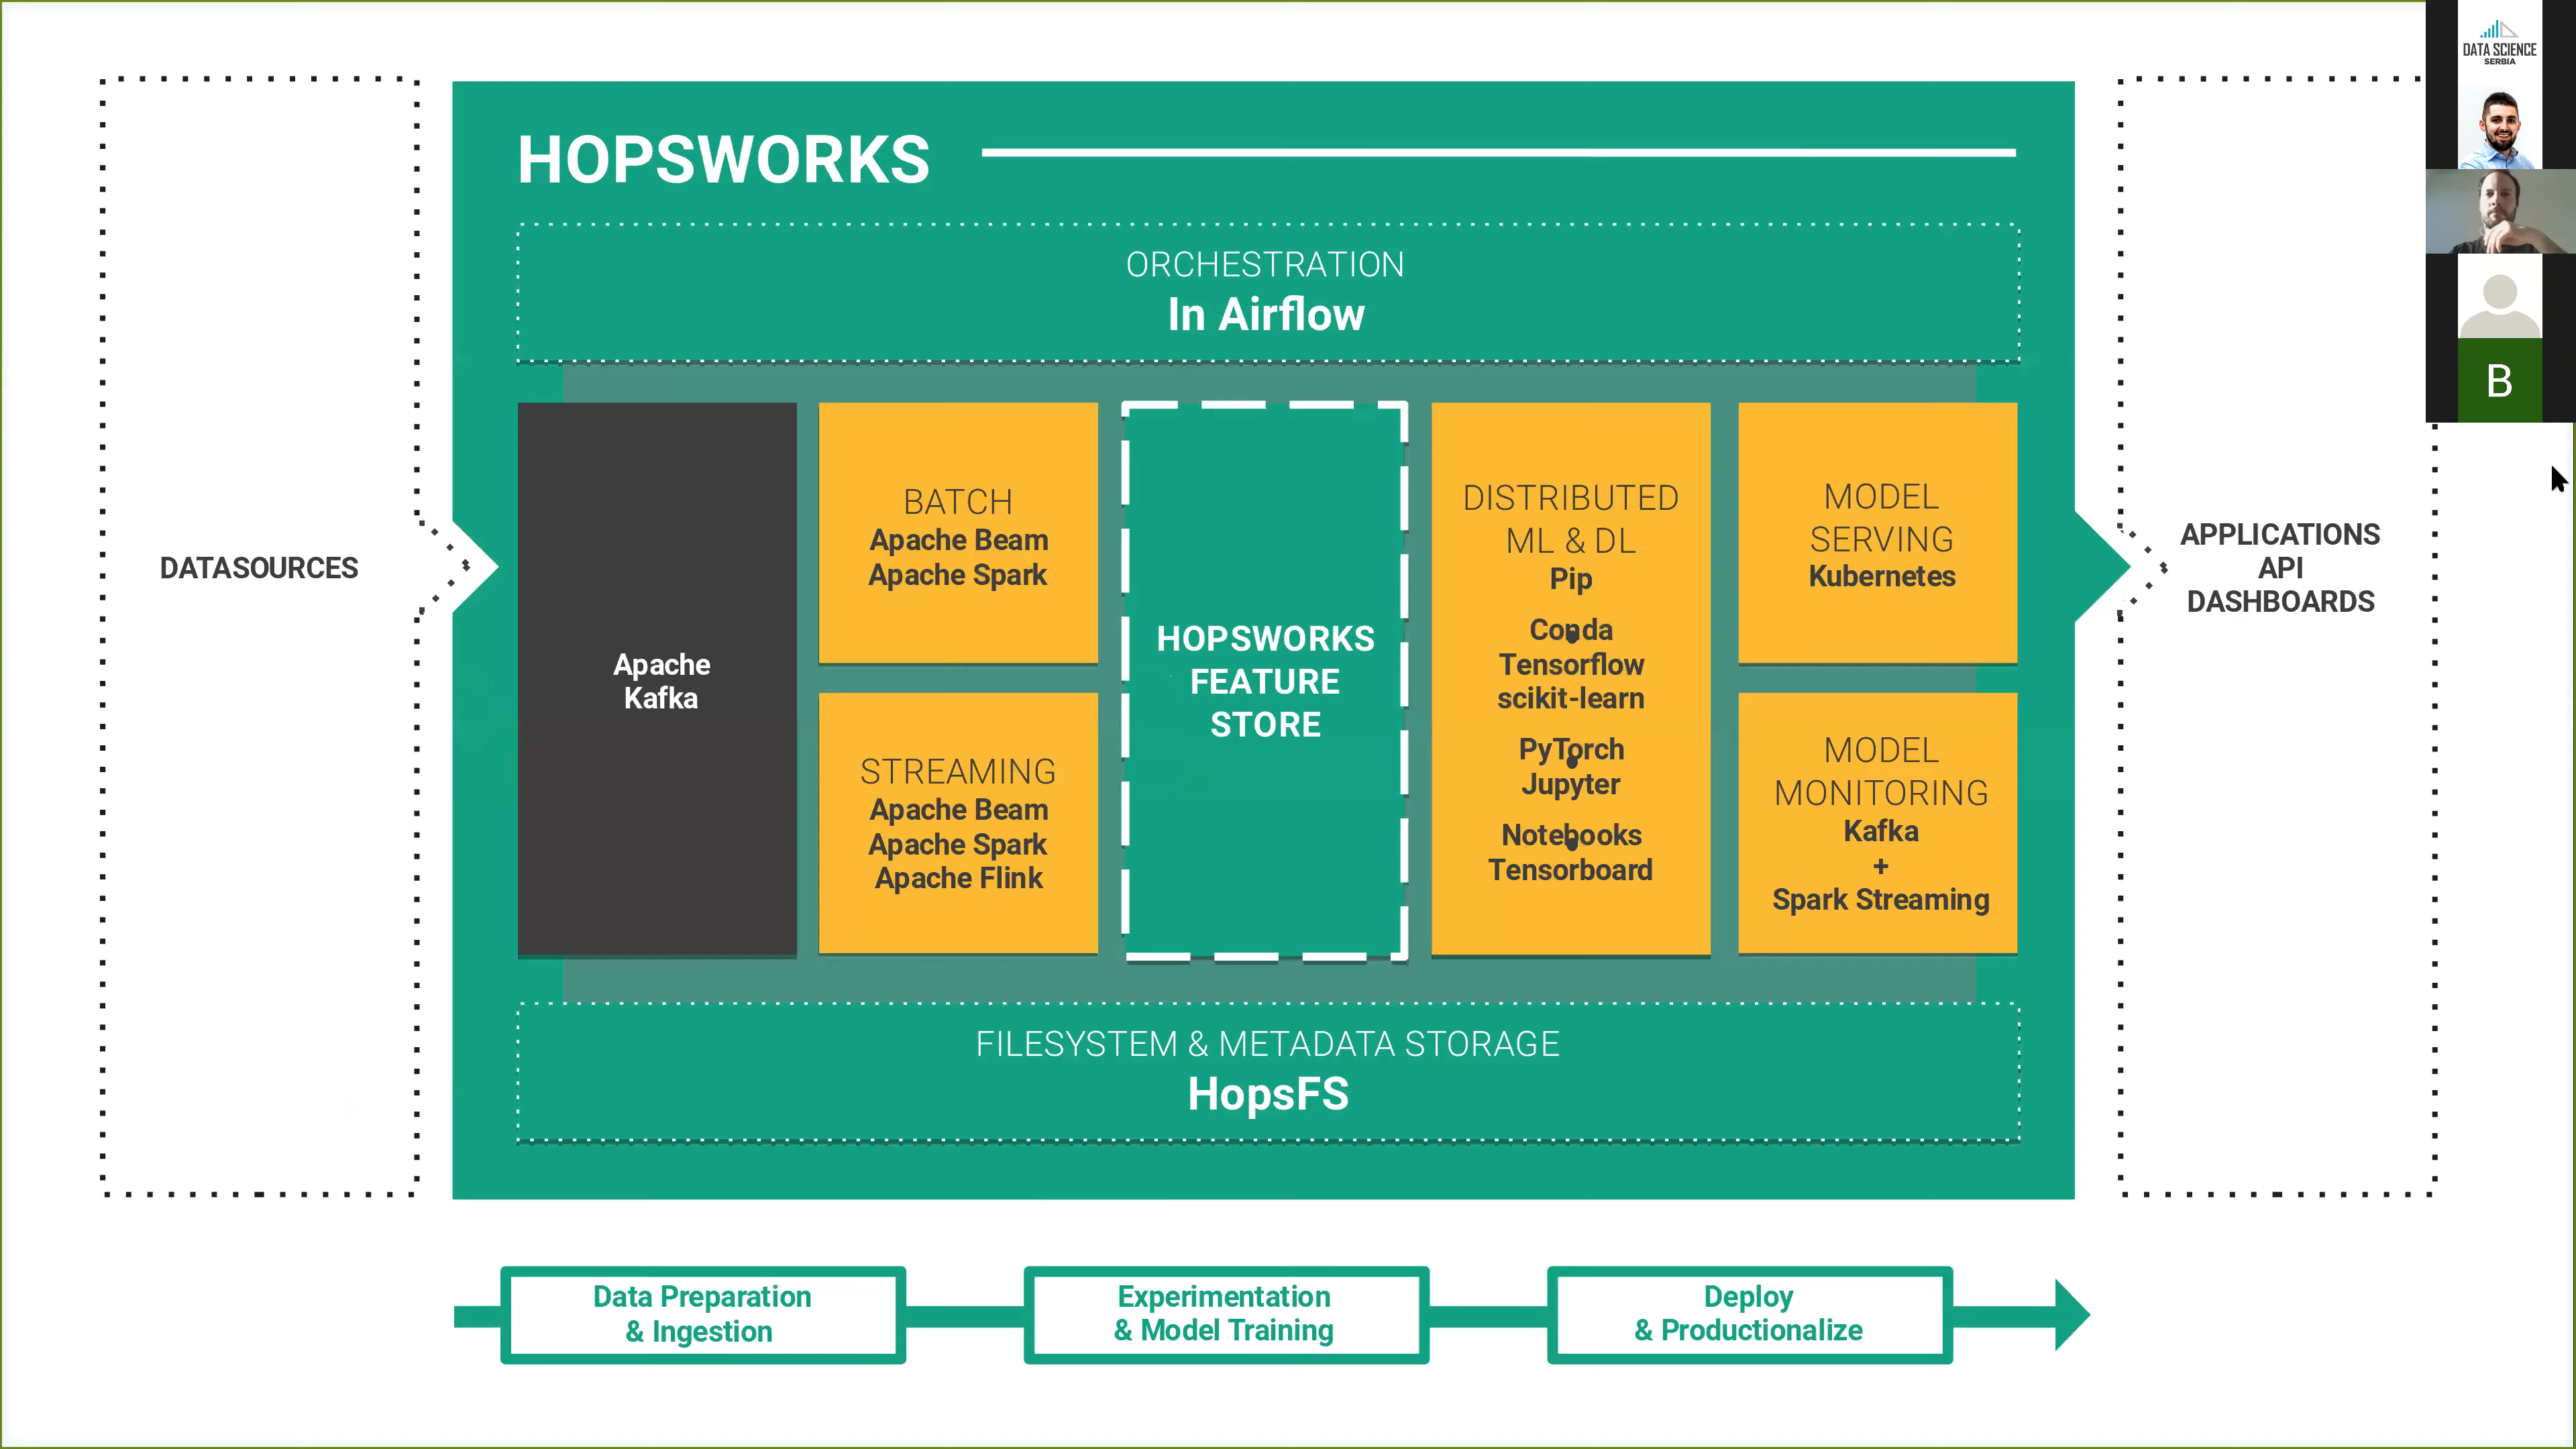 DATA SCIENCE
SERBIA
B
HOPSWORKS
ORCHESTRATION
In Airflow
DATASOURCES
Apache
Kafka
BATCH
Apache Beam
Apache Spark
STREAMING
Apache Beam
Apache Spark
Apache Flink
HOPSWORKS
FEATURE
STORE
DISTRIBUTED
ML & DL
Pip
Conda
Tensorflow
scikit-learn
PyTorch
Jupyter
Notebooks
Tensorboard
MODEL
SERVING
Kubernetes
MODEL
MONITORING
Kafka
+
Spark Streaming
APPLICATIONS
API
DASHBOARDS
FILESYSTEM & METADATA STORAGE
HopsFS
Data Preparation
& Ingestion
Experimentation
& Model Training
Deploy
& Productionalize